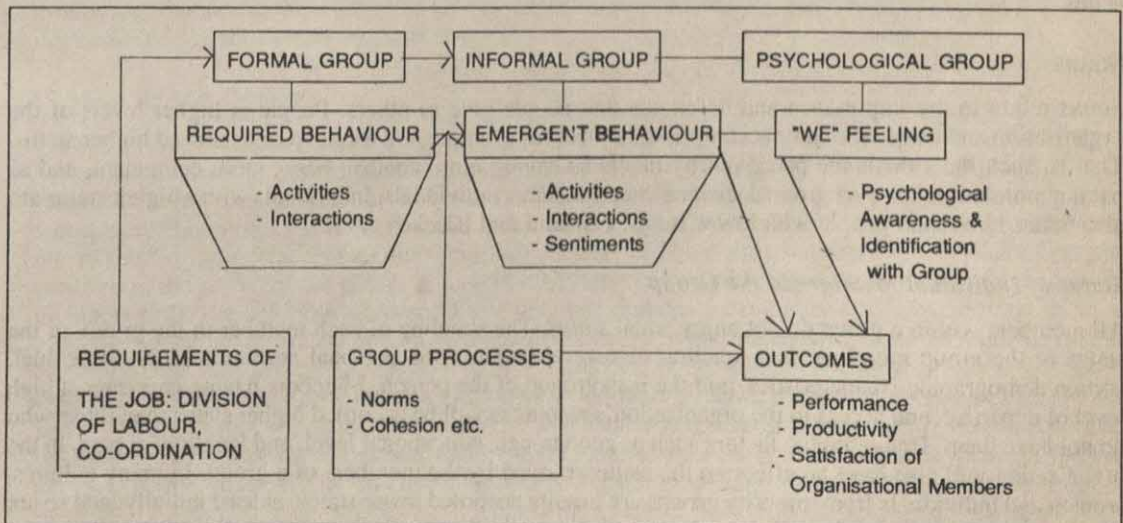 FORMAL GROUP
INFORMAL GROUP
PSYCHOLOGICAL GROUP
REQUIRED BEHAVIOUR
EMERGENT BEHAVIOUR
"WE" FEELING
- Activities
- Interactions
- Activities
- Interactions
- Sentiments
- Psychological
Awareness &
Identification
with Group
REQUIREMENTS OF
THE JOB: DIVISION
OF LABOUR,
CO-ORDINATION
GROUP PROCESSES
- Norms
- Cohesion etc.
OUTCOMES
- Performance
- Productivity
- Satisfaction of
Organisational Members